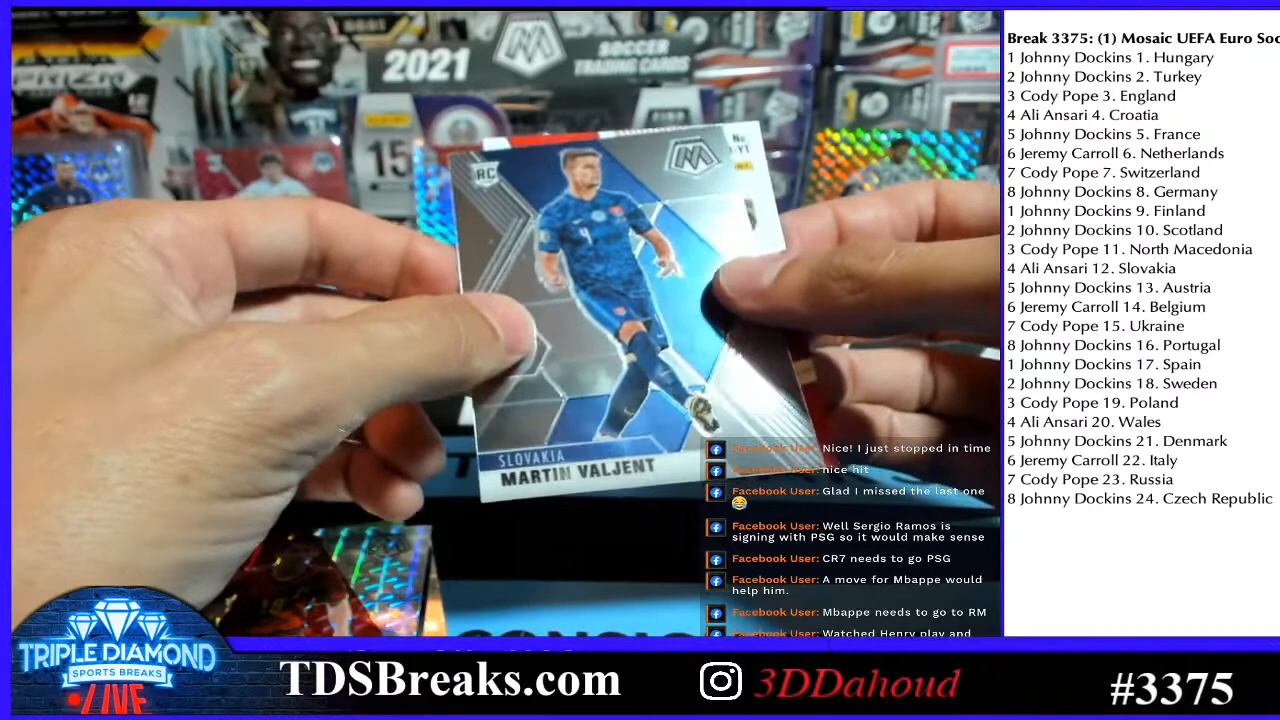 2021
SOCCER
TRADING CARDS
PRIZM
15
RC
SLOVAKIA
MARTIN VALJENT
Break 3375: (1) Mosaic UEFA Euro Soc
1 Johnny Dockins 1. Hungary
2 Johnny Dockins 2. Turkey
3 Cody Pope 3. England
4 Ali Ansari 4. Croatia
5 Johnny Dockins 5. France
6 Jeremy Carroll 6. Netherlands
7 Cody Pope 7. Switzerland
8 Johnny Dockins 8. Germany
1 Johnny Dockins 9. Finland
2 Johnny Dockins 10. Scotland
3 Cody Pope 11. North Macedonia
4 Ali Ansari 12. Slovakia
5 Johnny Dockins 13. Austria
6 Jeremy Carroll 14. Belgium
7 Cody Pope 15. Ukraine
8 Johnny Dockins 16. Portugal
1 Johnny Dockins 17. Spain
2 Johnny Dockins 18. Sweden
3 Cody Pope 19. Poland
4 Ali Ansari 20. Wales
5 Johnny Dockins 21. Denmark
6 Jeremy Carroll 22. Italy
7 Cody Pope 23. Russia
8 Johnny Dockins 24. Czech Republic
Facebook User: Nice! I just stopped in time
Facebook User: nice hit
Facebook User: Glad I missed the last one
😂
Facebook User: Well Sergio Ramos is
signing with PSG so it would make sense
Facebook User: CR7 needs to go PSG
Facebook User: A move for Mbappe would
help him.
Facebook User: Mbappe needs to go to RM
Facebook User: Watched Henry play and
TRIPLE DIAMOND
SPORTS BREAKS
LIVE
TDSBreaks.com
3DDahoud
#3375